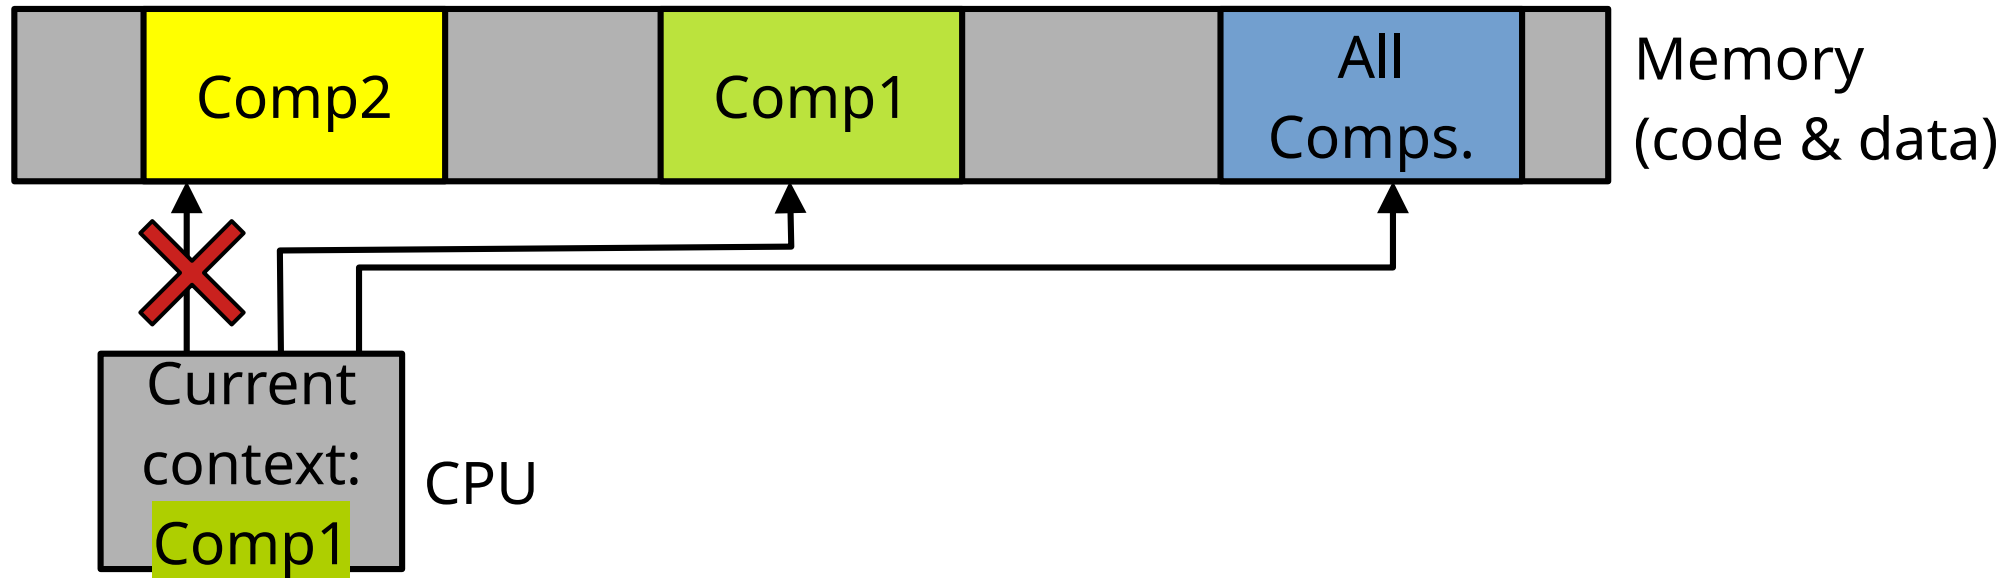 Comp2
Comp1
All
Comps.
Memory
(code & data)
Current
context:
Comp1
CPU